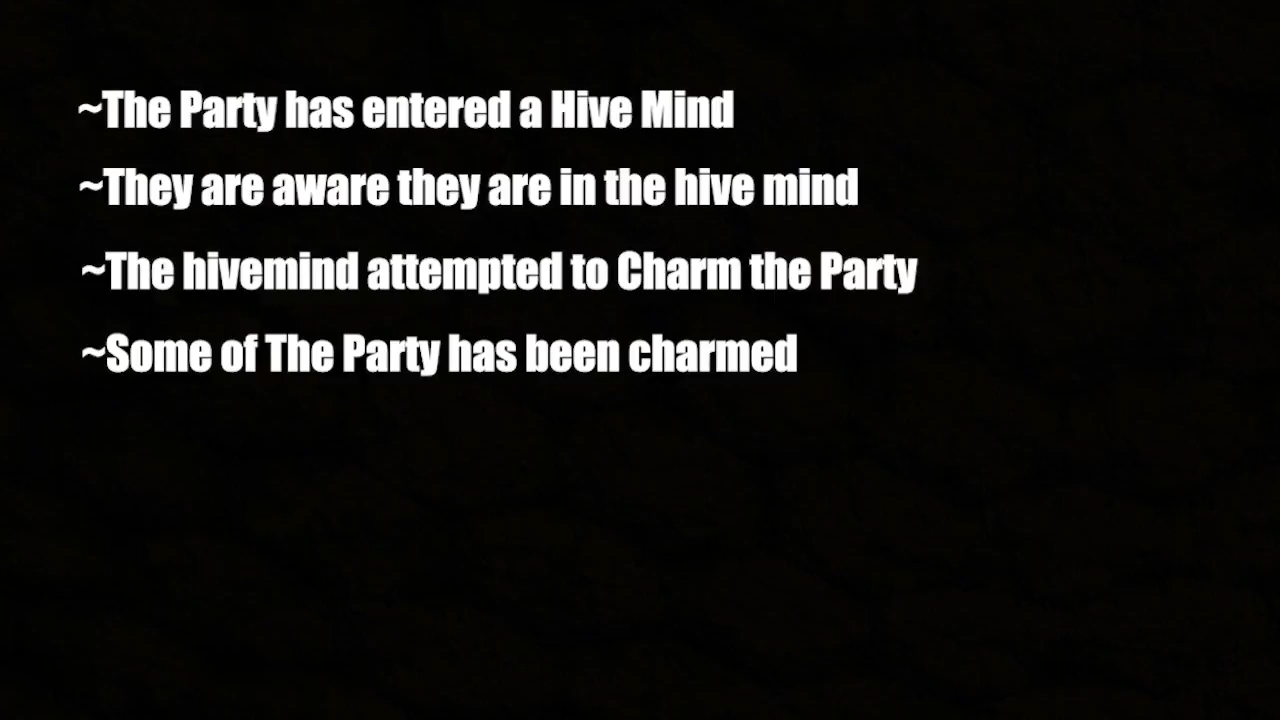 ~The Party has entered a Hive Mind
~They are aware they are in the hive mind
~The hivemind attempted to Charm the Party
~Some of The Party has been charmed